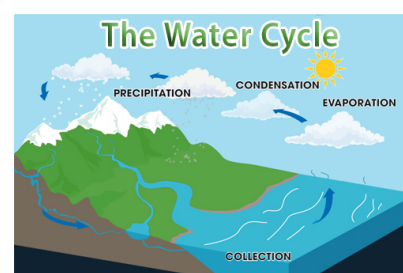 The Water Cycle
CONDENSATION
PRECIPITATION
EVAPORATION
COLLECTION